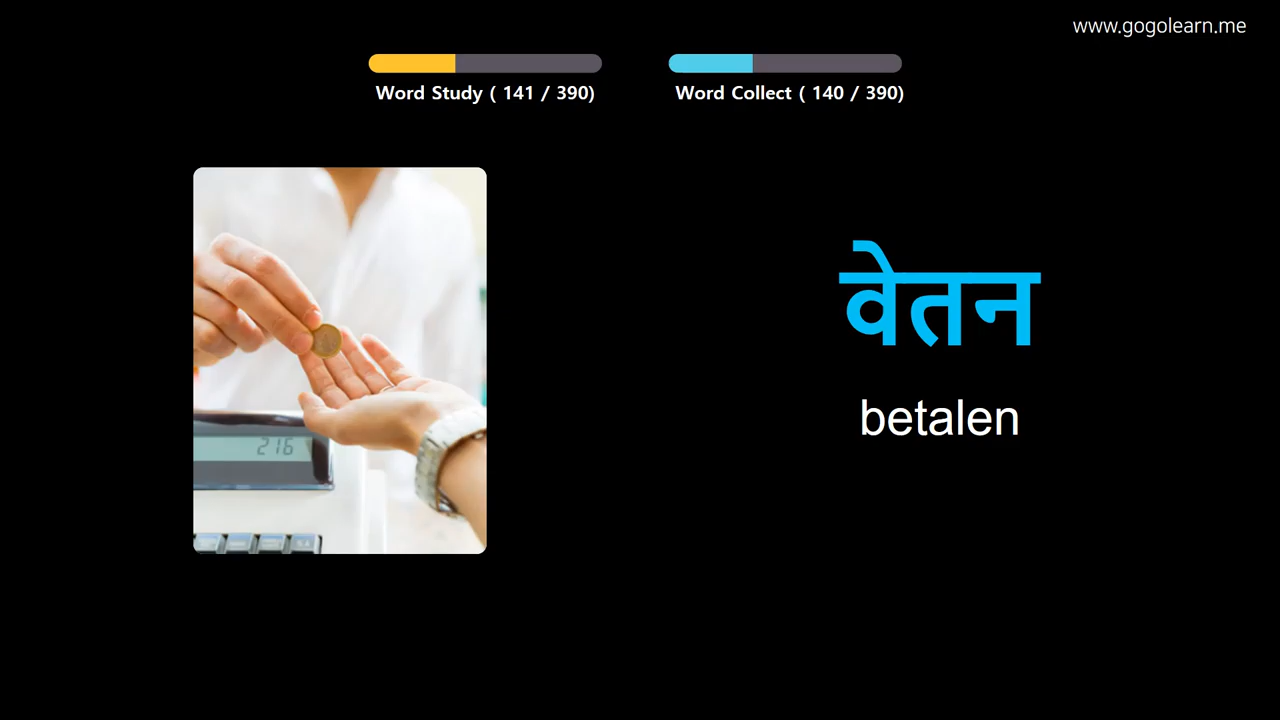 www.gogolearn.me
Word Study ( 141 / 390)
Word Collect ( 140 / 390)
वेतन
betalen
216